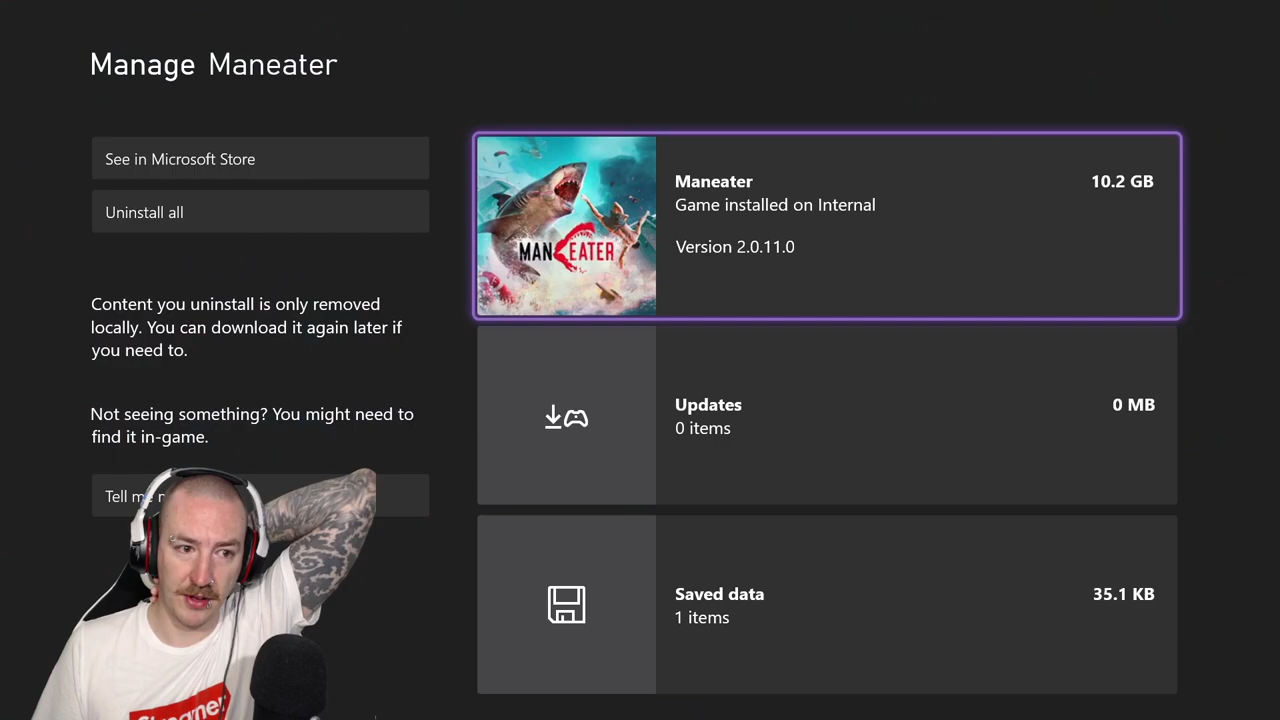 Manage Maneater
See in Microsoft Store
Uninstall all
Content you uninstall is only removed
locally. You can download it again later if
you need to.
Not seeing something? You might need to
find it in-game.
Tell me
MANEATER
Maneater
10.2 GB
Game installed on Internal
Version 2.0.11.0
Updates
0 MB
0 items
Saved data
35.1 KB
1 items